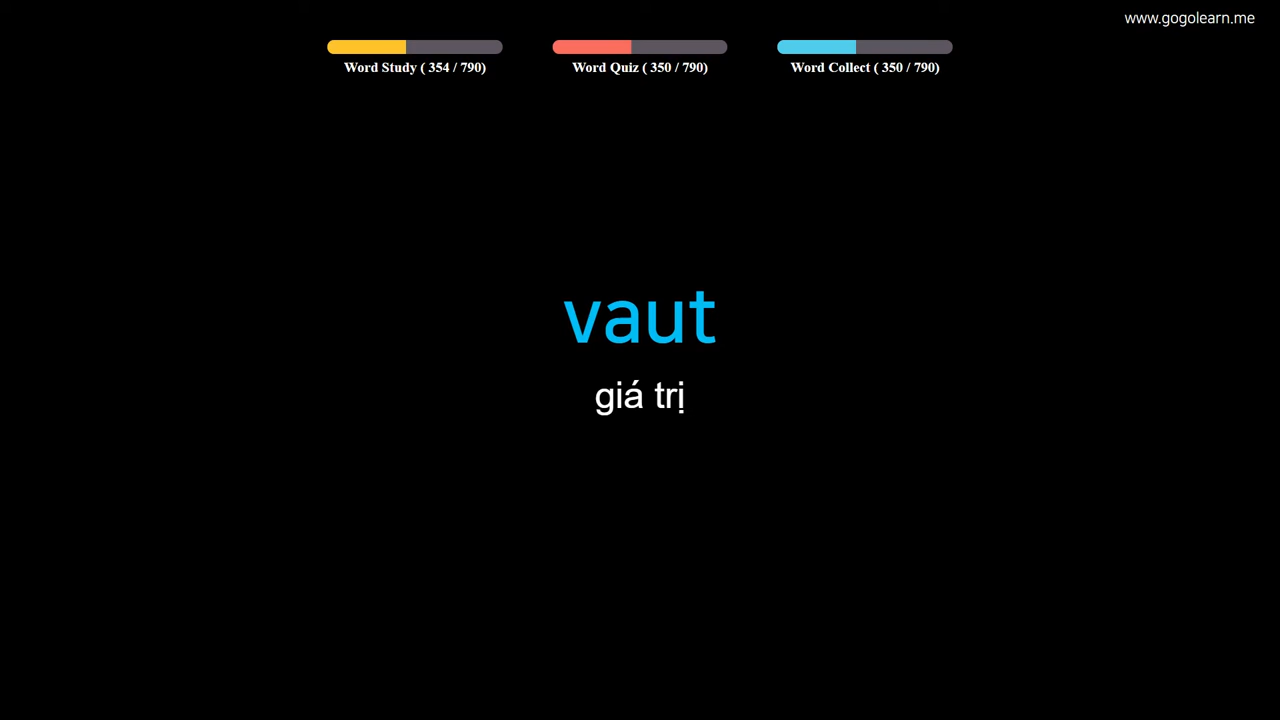 www.gogolearn.me
Word Study ( 354 / 790)
Word Quiz ( 350 / 790)
Word Collect ( 350 / 790)
vaut
giá trị